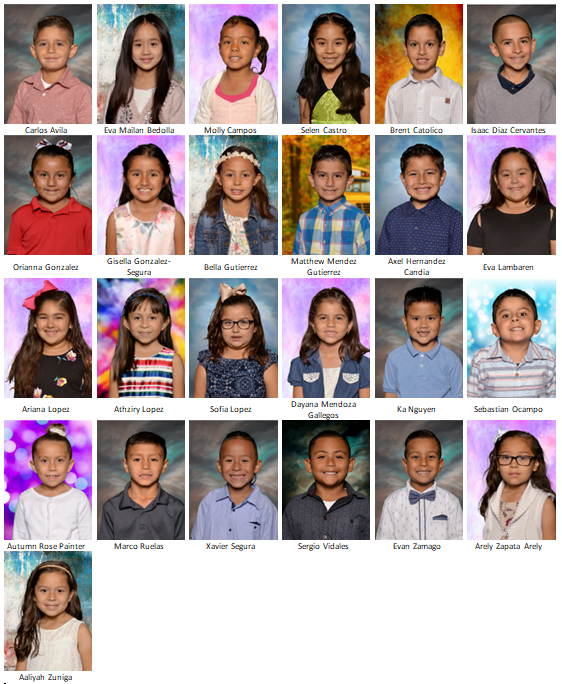 Carlos Avila
Eva Mailan Bedolla
Molly Campos
Selen Castro
Brent Catolico
Isaac Diaz Cervantes
Orianna Gonzalez
Gisella Gonzalez-
Segura
Bella Gutierrez
Matthew Mendez
Gutierrez
Axel Hernandez
Candia
Eva Lambaren
Ariana Lopez
Athziry Lopez
Sofia Lopez
Dayana Mendoza
Gallegos
Ka Nguyen
Sebastian Ocampo
Autumn Rose Painter
Marco Ruelas
Xavier Segura
Sergio Vidales
Evan Zamago
Arely Zapata Arely
Aaliyah Zuniga